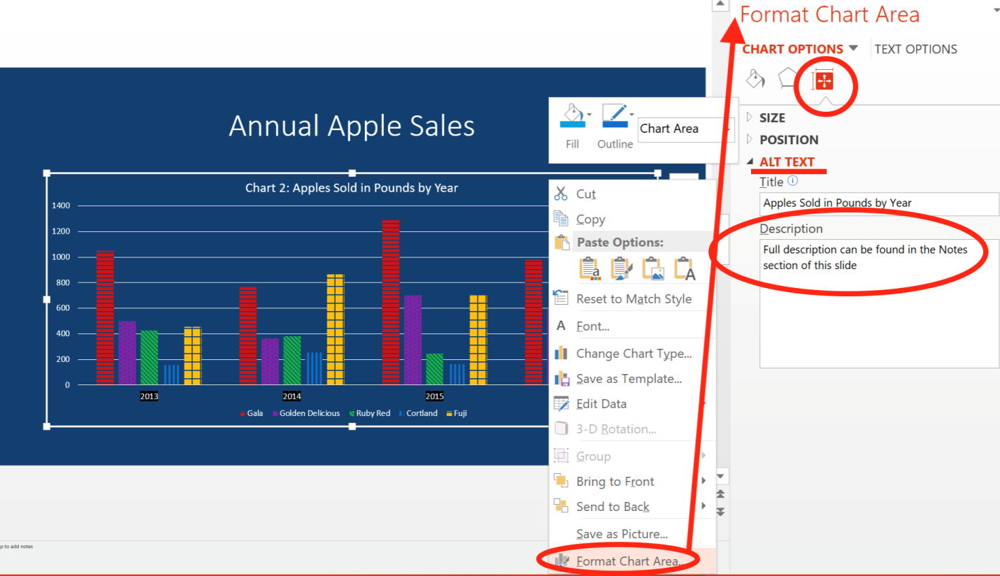 Format Chart Area
CHART OPTIONS TEXT OPTIONS
SIZE
POSITION
ALT TEXT
Title
Apples Sold in Pounds by Year
Description
Full description can be found in the Notes
section of this slide
Fill Outline Chart Area
Annual Apple Sales
Chart 2: Apples Sold in Pounds by Year
1400
1200
1000
800
600
400
200
0
2013 2014 2015
Gala Golden Delicious Ruby Red Cortland Fuji
Cut
Copy
Paste Options:
Reset to Match Style
A Font...
Change Chart Type...
Save as Template...
Edit Data
3-D Rotation...
Group
Bring to Front
Send to Back
Save as Picture...
Format Chart Area...
p to add notes